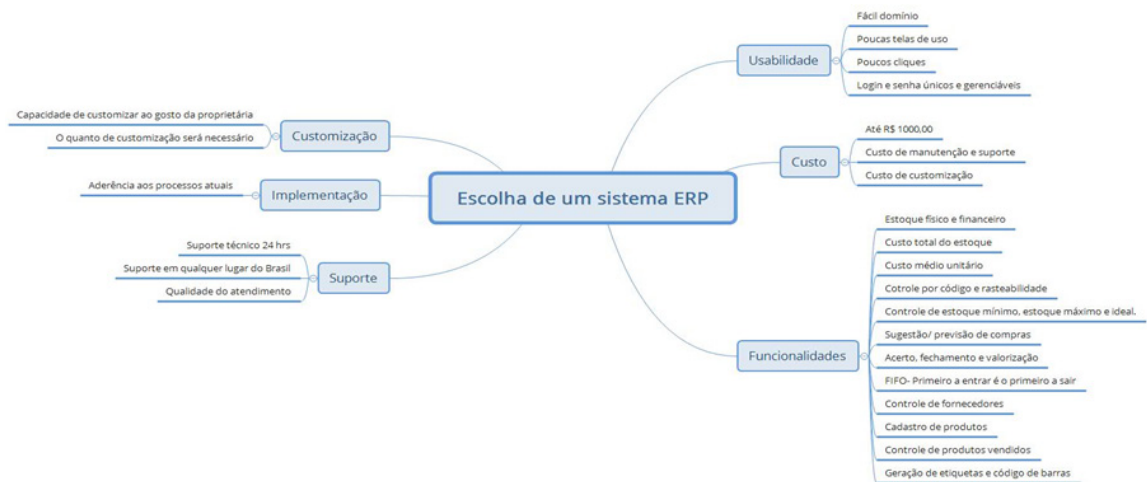 Escolha de um sistema ERP
Usabilidade
Fácil domínio
Poucas telas de uso
Poucos cliques
Login e senha únicos e gerenciáveis
Custo
Até R$ 1000,00
Custo de manutenção e suporte
Custo de customização
Funcionalidades
Estoque físico e financeiro
Custo total do estoque
Custo médio unitário
Cotrole por código e rasteabilidade
Controle de estoque mínimo, estoque máximo e ideal.
Sugestão/ previsão de compras
Acerto, fechamento e valorização
FIFO- Primeiro a entrar é o primeiro a sair
Controle de fornecedores
Cadastro de produtos
Controle de produtos vendidos
Geração de etiquetas e código de barras
Customização
Capacidade de customizar ao gosto da proprietária
O quanto de customização será necessário
Implementação
Aderência aos processos atuais
Suporte
Suporte técnico 24 hrs
Suporte em qualquer lugar do Brasil
Qualidade do atendimento